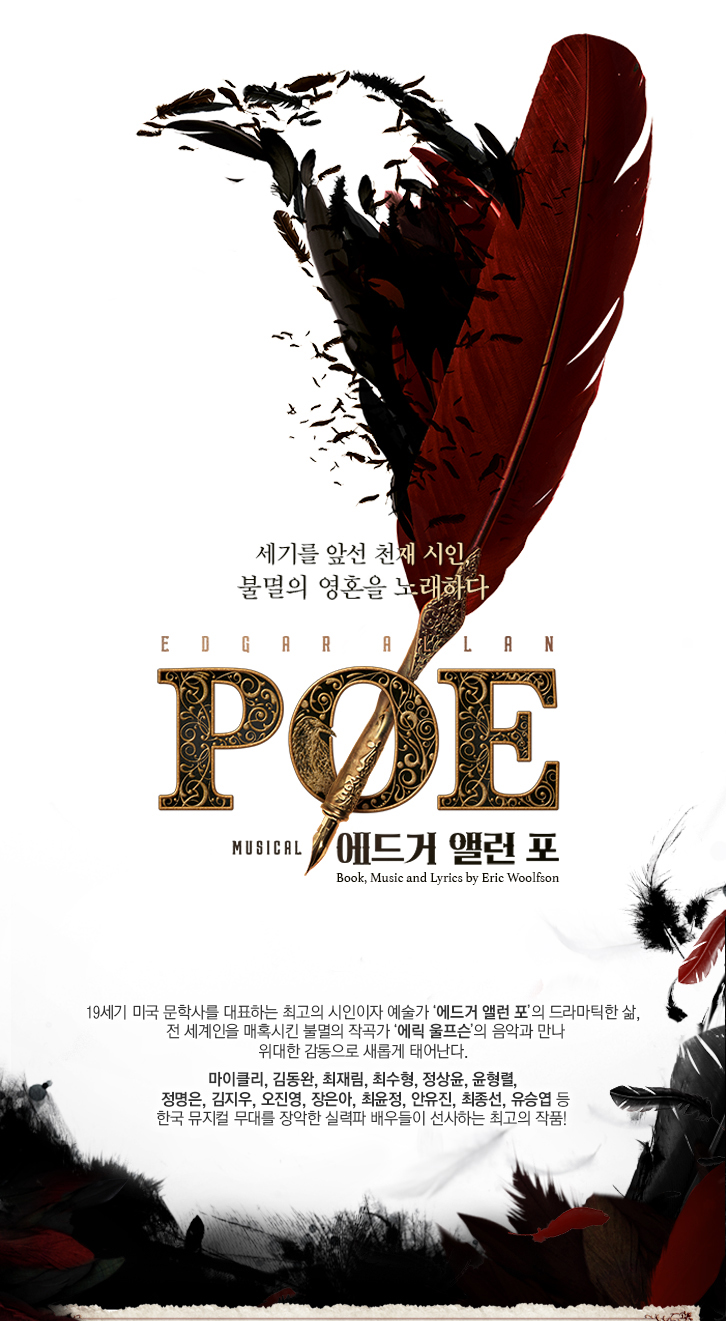 세기를 앞선 천재 시인,
불멸의 영혼을 노래하다
EDGAR ALLAN
POE
MUSICAL 에드거 앨런 포
Book, Music and Lyrics by Eric Woolfson
19세기 미국 문학사를 대표하는 최고의 시인이자 예술가 '에드거 앨런 포'의 드라마틱한 삶,
전 세계인을 매혹시킨 불멸의 작곡가 '에릭 울프슨'의 음악과 만나
위대한 감동으로 새롭게 태어난다.
마이클리, 김동완, 최재림, 최수형, 정상윤, 윤형렬,
정명은, 김지우, 오진영, 장은아, 최윤정, 안유진, 최종선, 유승엽 등
한국 뮤지컬 무대를 장악한 실력파 배우들이 선사하는 최고의 작품!